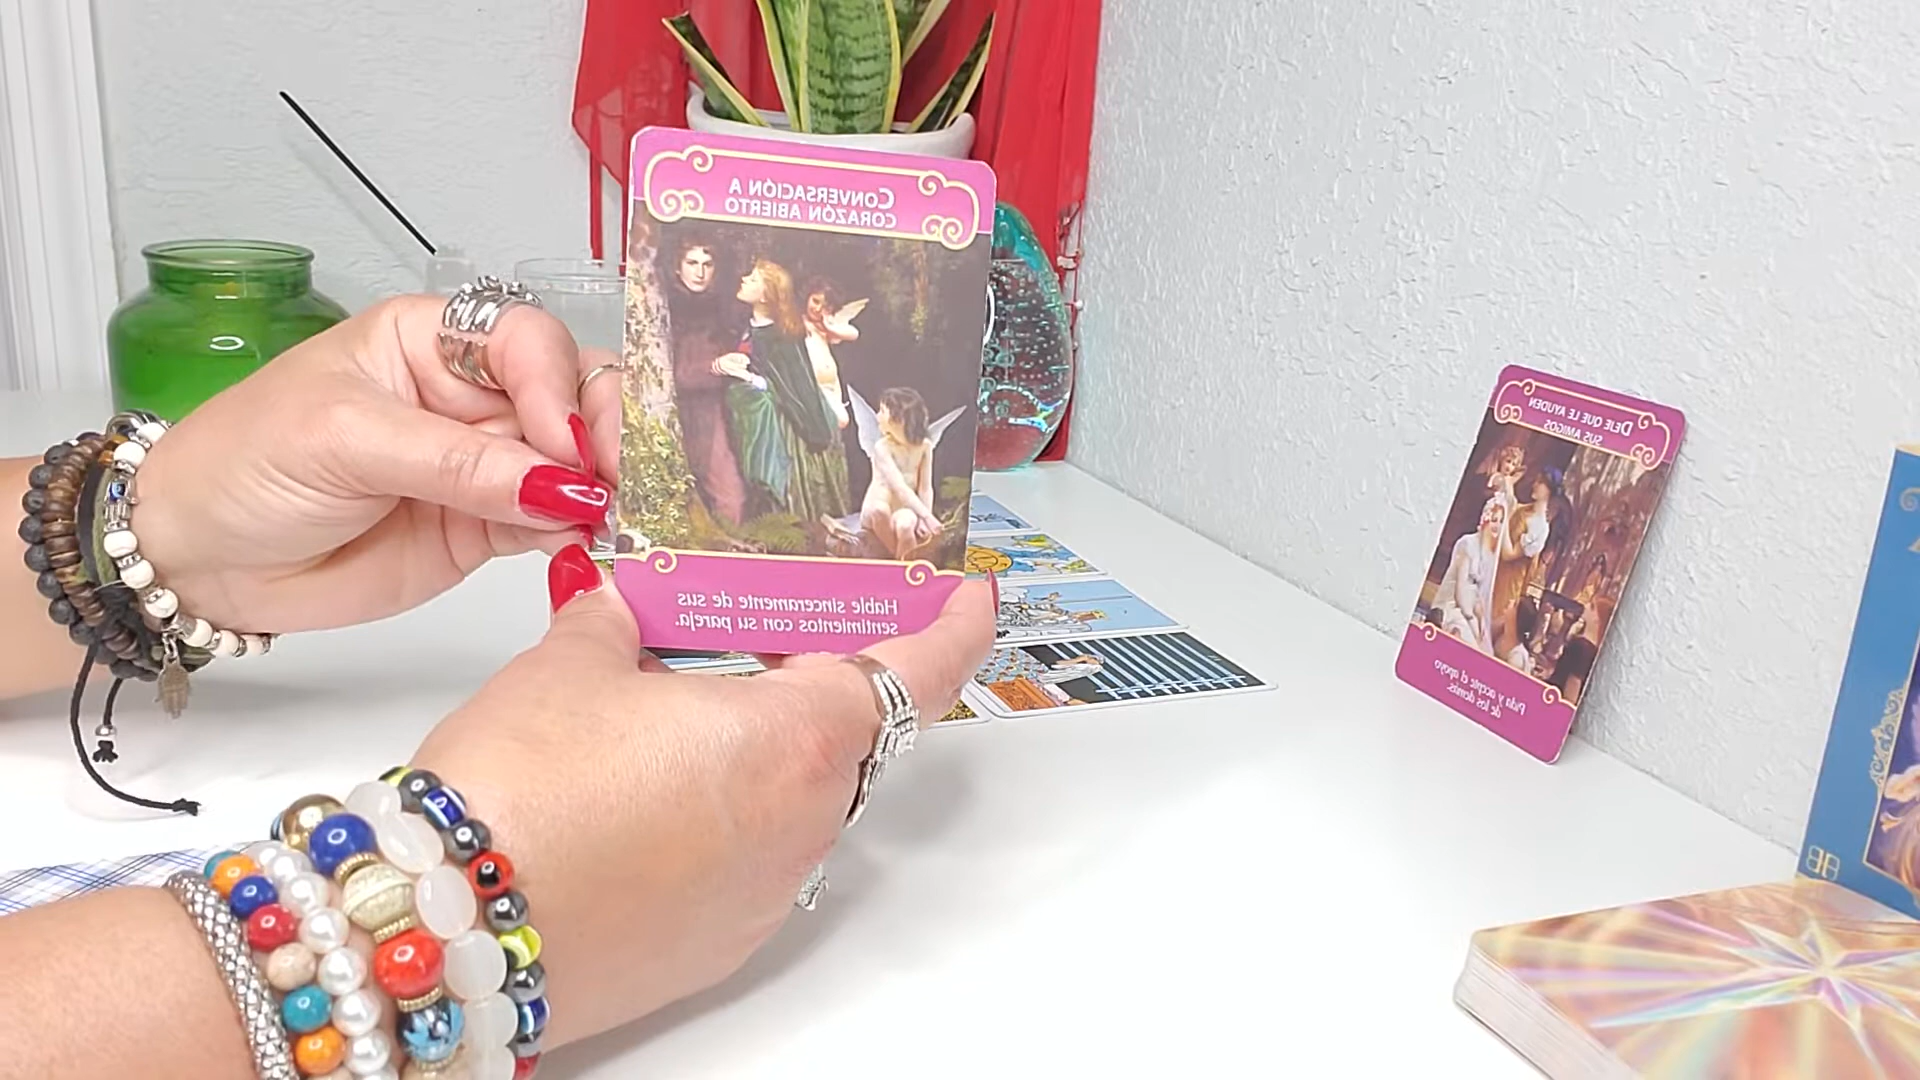 CONVERSACIÓN A
CORAZÓN ABIERTO
Hable sinceramente de sus
sentimientos con su pareja.
DEJE QUE LE AYUDEN
SUS AMIGOS
Pida y acepte el apoyo
de los demás.